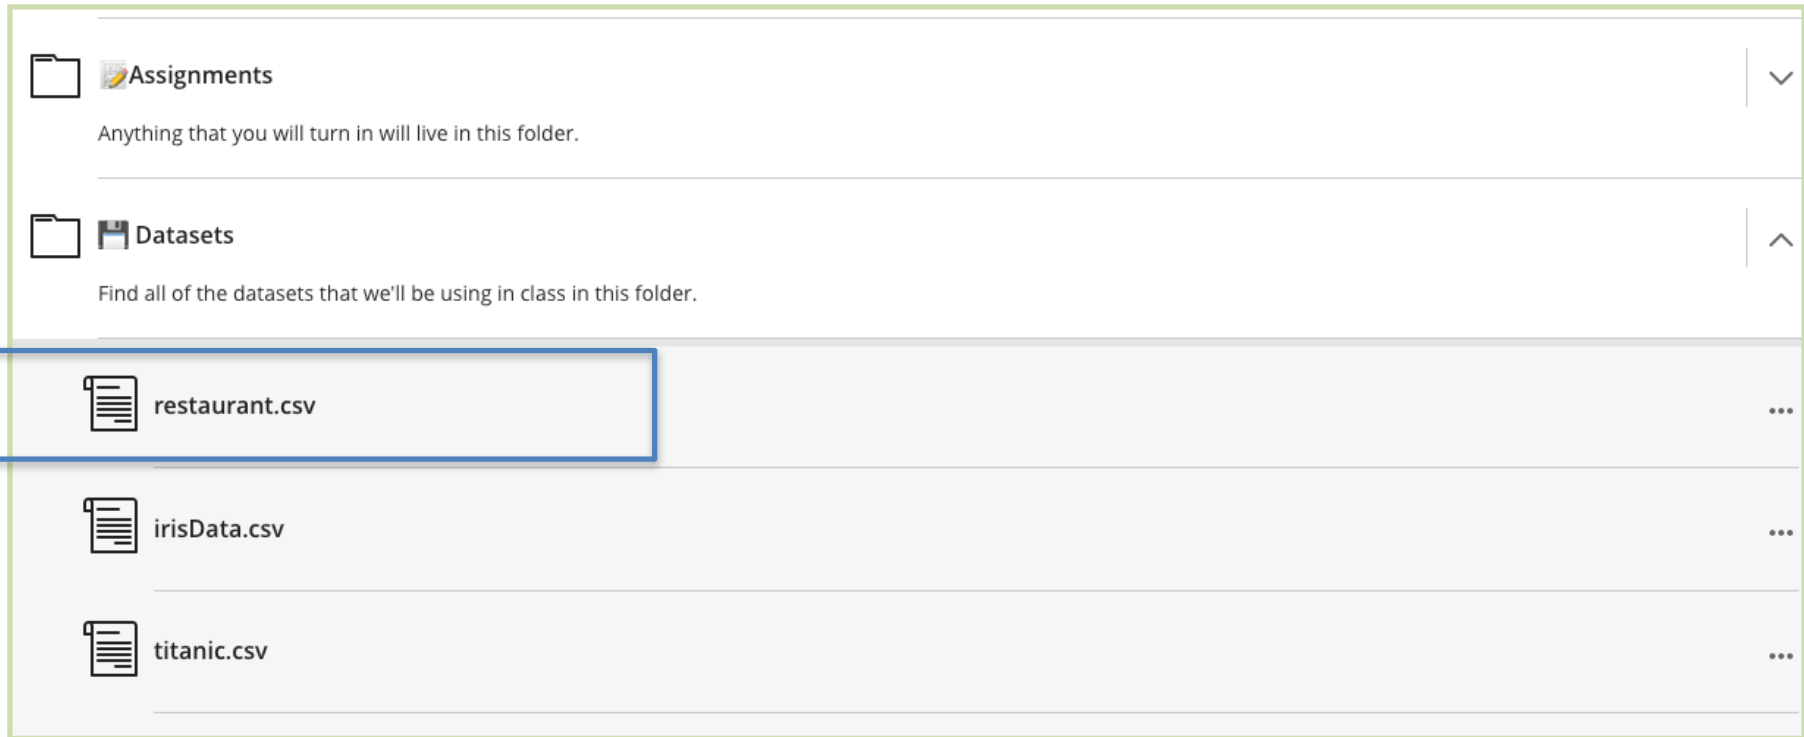 Assignments
Anything that you will turn in will live in this folder.
Datasets
Find all of the datasets that we'll be using in class in this folder.
restaurant.csv
irisData.csv
titanic.csv